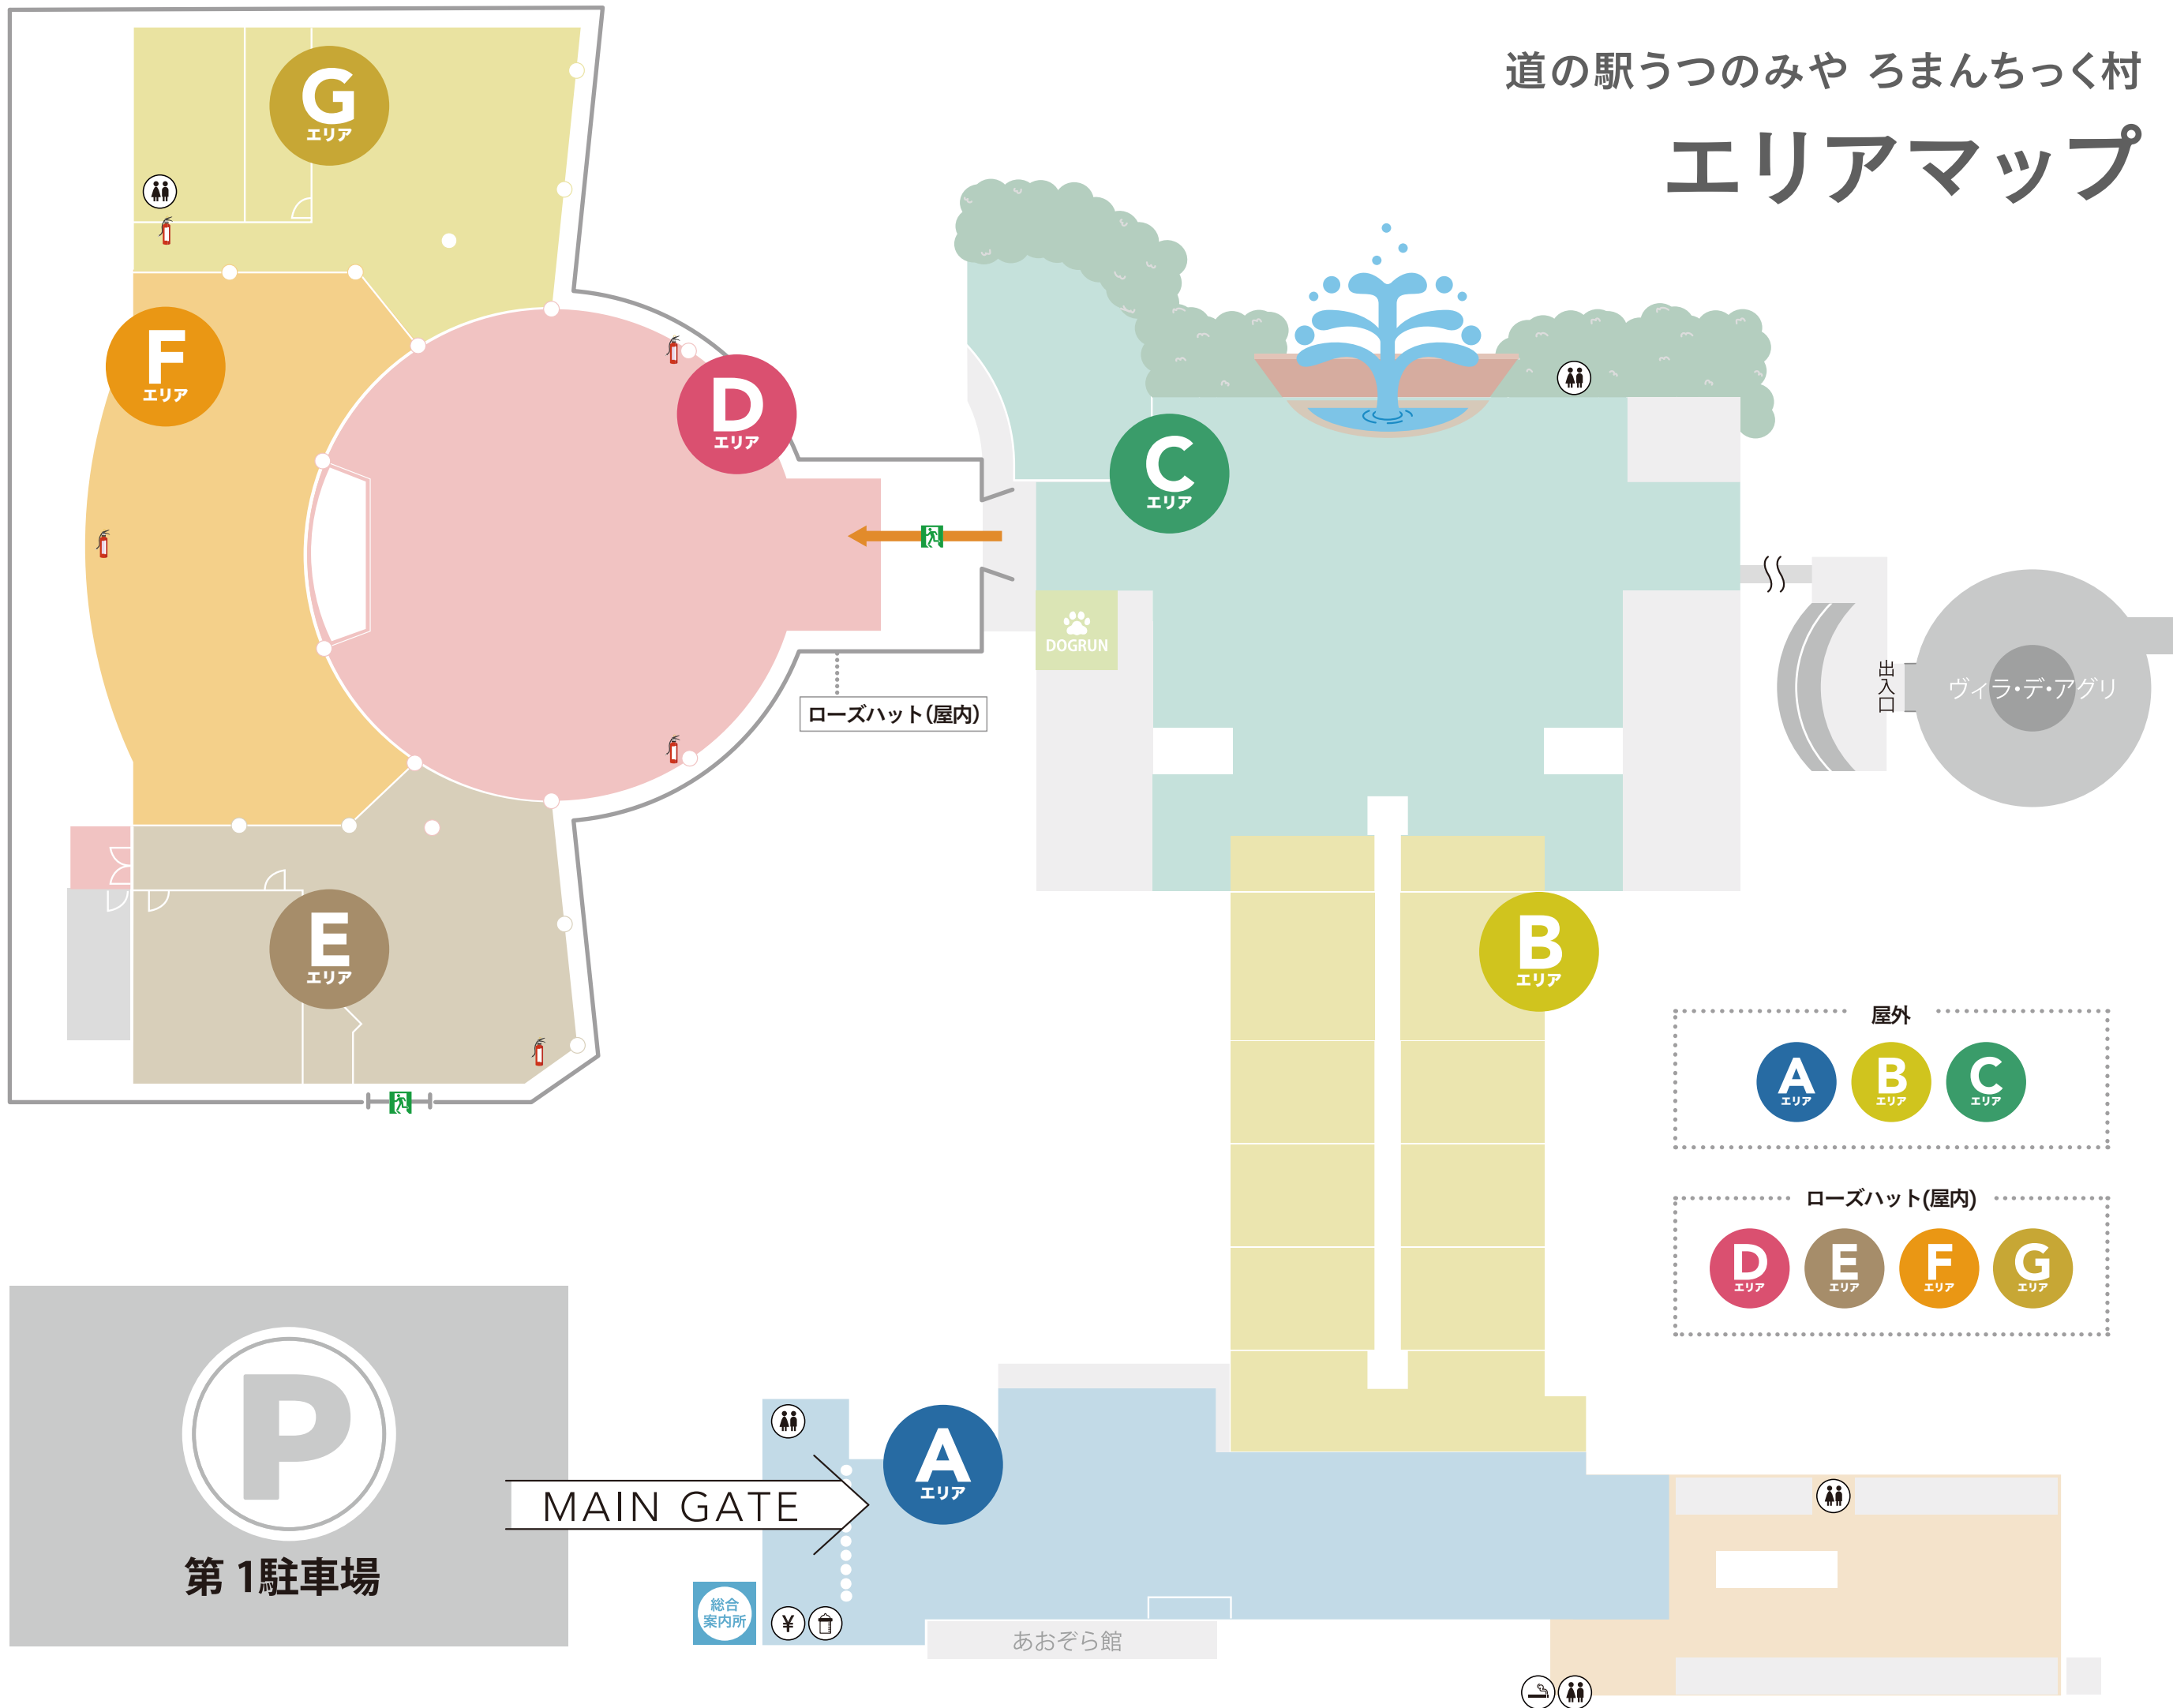 道の駅うつのみや ろまんちっく村
エリアマップ
G
エリア
F
エリア
D
エリア
C
エリア
DOGRUN
ローズハット(屋内)
出入口
ヴィラ・デ・アグリ
E
エリア
B
エリア
屋外
A
エリア
B
エリア
C
エリア
ローズハット(屋内)
D
エリア
E
エリア
F
エリア
G
エリア
P
第1駐車場
MAIN GATE
A
エリア
総合
案内所
¥
あおぞら館